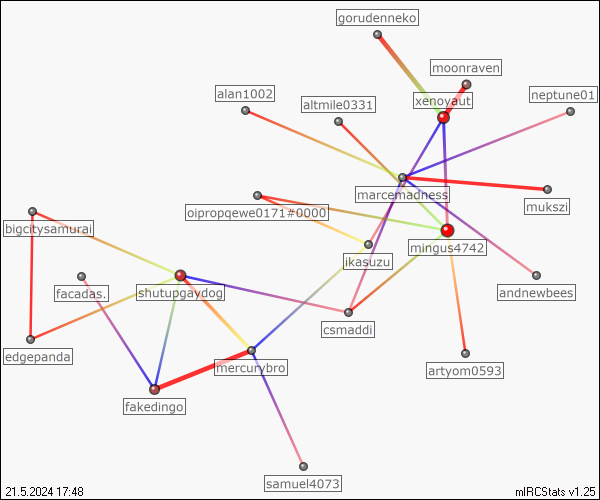 gorudenneko
moonraven
alan1002
neptune01
altmile0331
xenoyaut
marcemadness
mukszi
oipropqewe0171#0000
bigcitysamurai
mingus4742
ikasuzu
facadas.
shutupgaydog
andnewbees
csmaddi
edgepanda
mercurybro
artyom0593
fakedingo
samuel4073
21.5.2024 17:48
mIRCStats v1.25